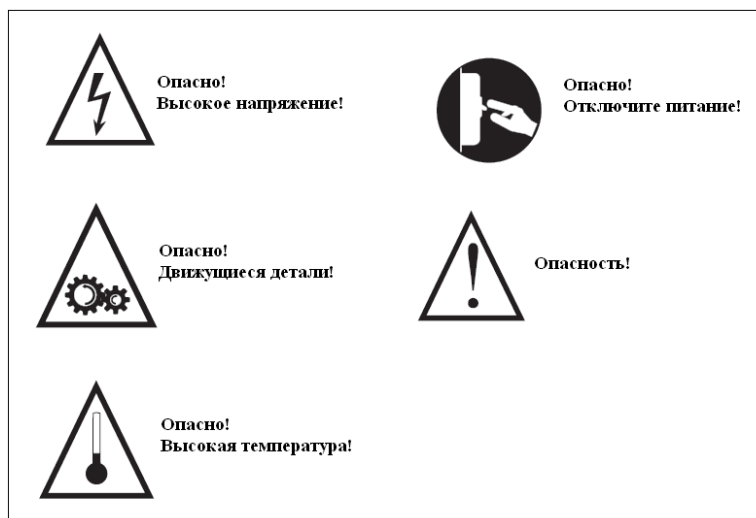 Опасно!
Высокое напряжение!
Опасно!
Отключите питание!
Опасно!
Движущиеся детали!
Опасность!
Опасно!
Высокая температура!